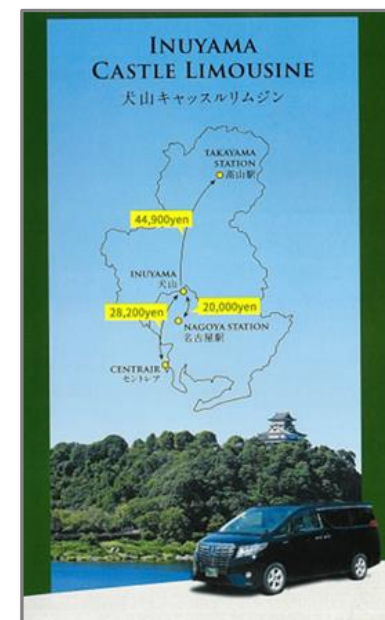 INUYAMA
CASTLE LIMOUSINE
犬山キャッスルリムジン
TAKAYAMA
STATION
高山駅
44,900yen
INUYAMA
犬山
28,200yen
20,000yen
NAGOYA STATION
名古屋駅
CENTRAIR
セントレア